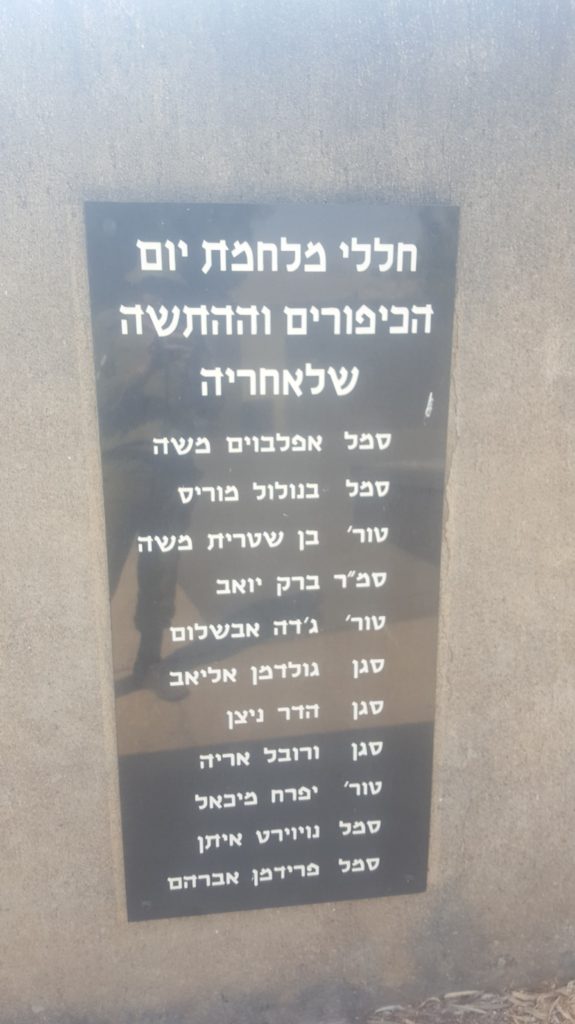 חללי מלחמת יום
הכיפורים וההתשה
שלאחריה
סמל אפלבוים משה
סמל בנולול מוריס
טור׳ בן שטרית משה
סמ״ר ברק יואב
טור׳ ג׳דה אבשלום
סגן גולדמן אליאב
סגן הדר ניצן
סגן ורובל אריה
טור׳ יפרח מיכאל
סמל נויוירט איתן
סמל פרידמן אברהם